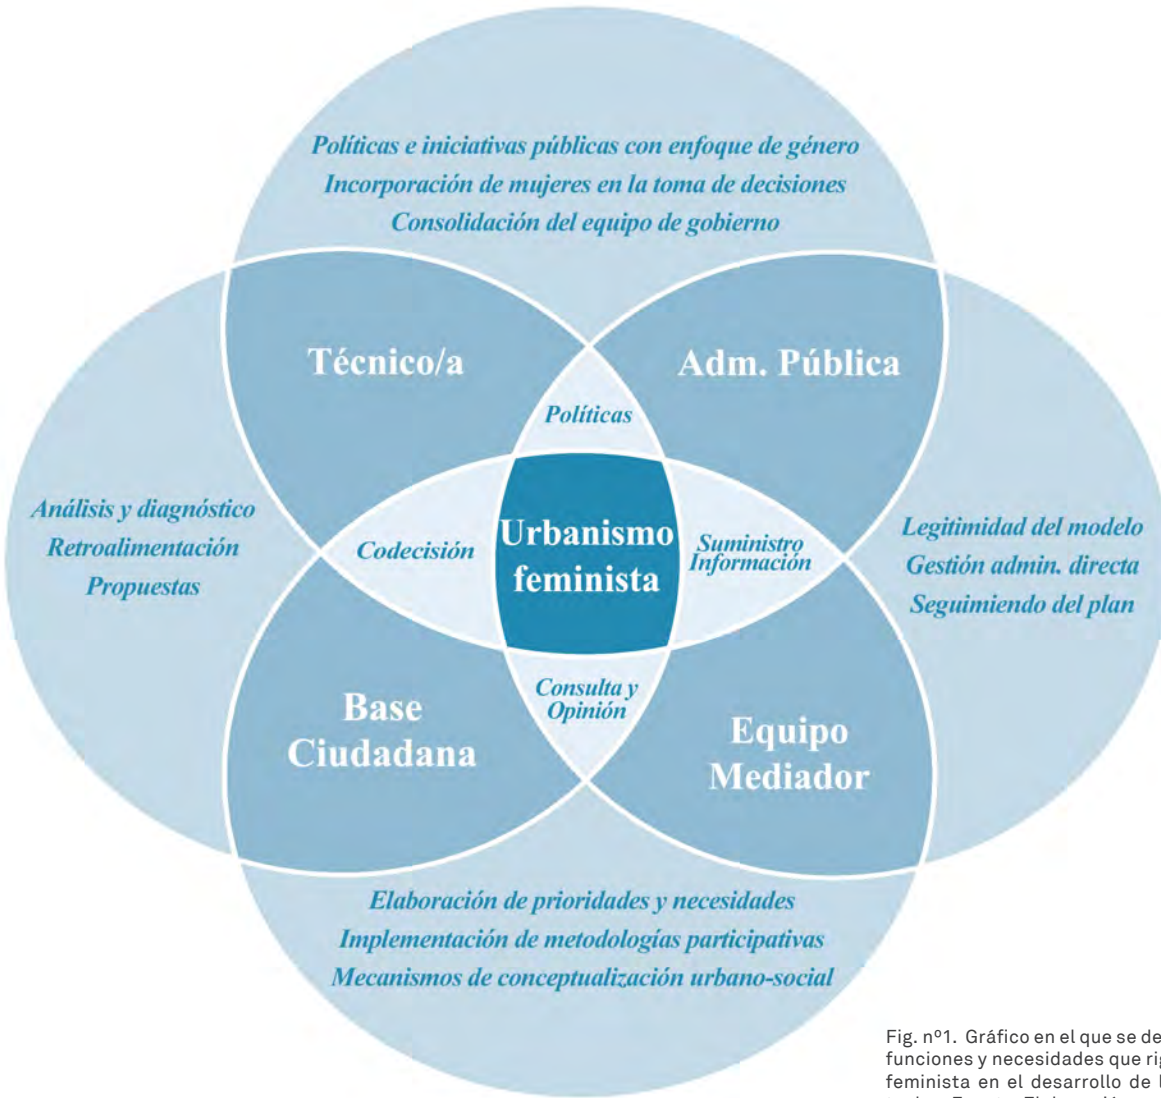 Políticas e iniciativas públicas con enfoque de género
Incorporación de mujeres en la toma de decisiones
Consolidación del equipo de gobierno
Técnico/a
Adm. Pública
Políticas
Análisis y diagnóstico
Retroalimentación
Propuestas
Codecisión
Urbanismo
feminista
Suministro
Información
Legitimidad del modelo
Gestión admin. directa
Seguimiendo del plan
Consulta y
Opinión
Base
Ciudadana
Equipo
Mediador
Elaboración de prioridades y necesidades
Implementación de metodologías participativas
Mecanismos de conceptualización urbano-social
Fig. nº1. Gráfico en el que se de
funciones y necesidades que rig
feminista en el desarrollo de l